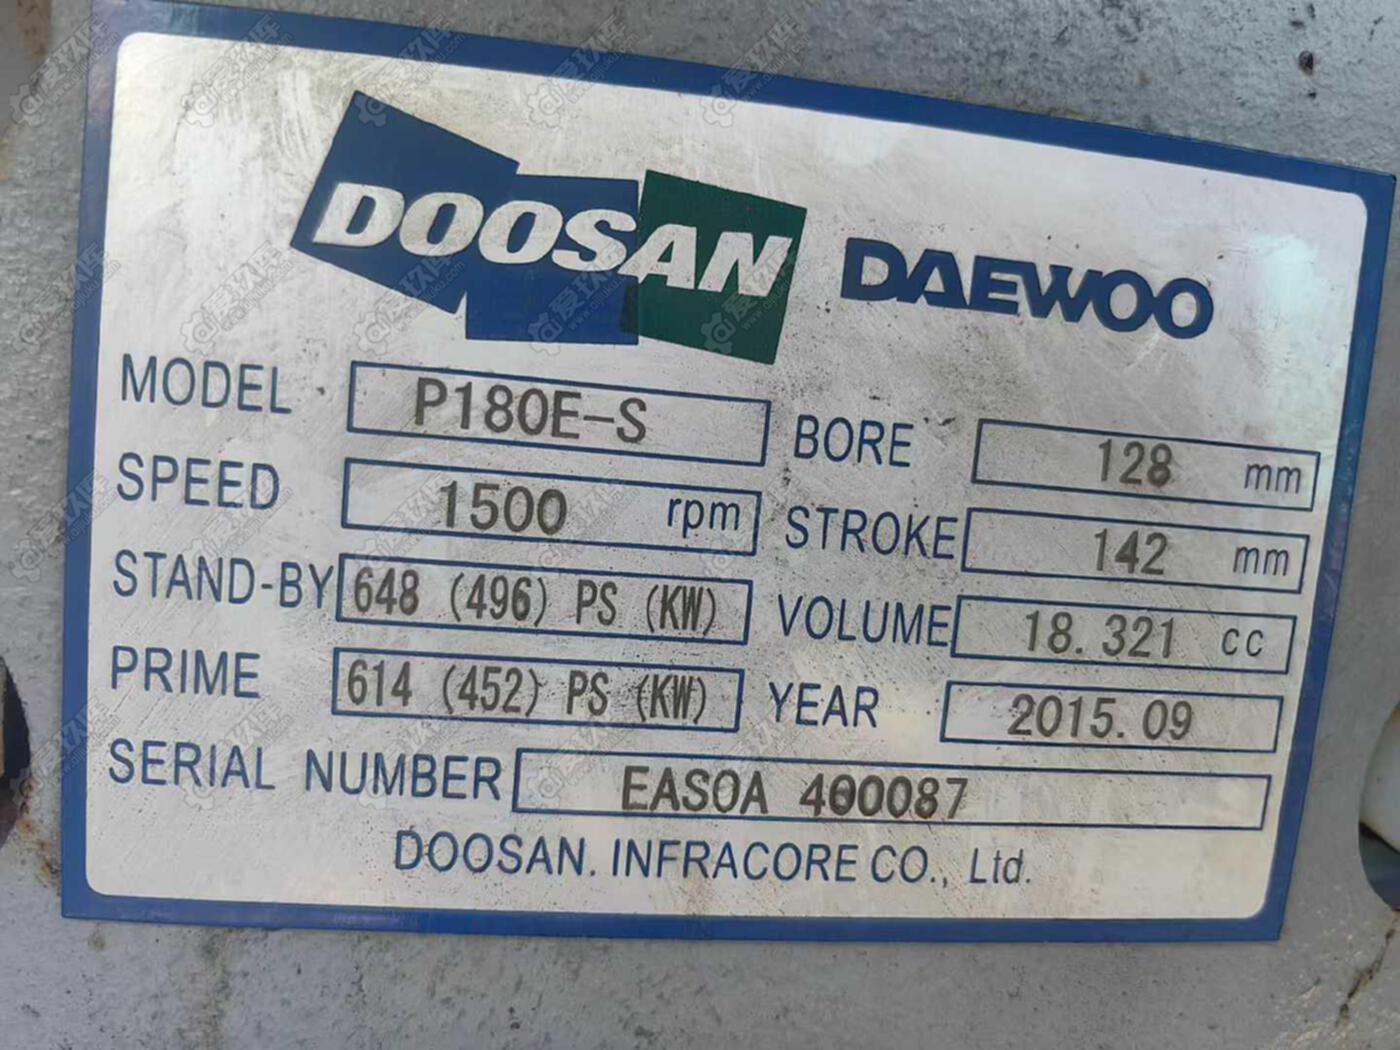 DOOSAN DAEWOO
MODEL P180E-S BORE 128 mm
SPEED 1500 rpm STROKE 142 mm
STAND-BY 648 (496) PS (KW) VOLUME 18.321 cc
PRIME 614 (452) PS (KW) YEAR 2015.09
SERIAL NUMBER EASOA 400087
DOOSAN. INFRACORE CO., Ltd.